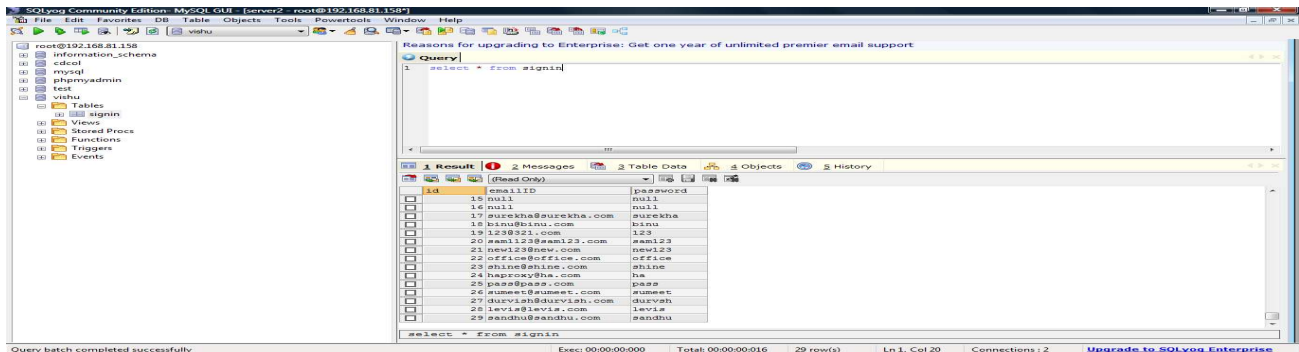 SQLyog Community Edition- MySQL GUI - [server2 - root@192.168.81.158*]
File Edit Favorites DB Table Objects Tools Powertools Window Help
vishu
root@192.168.81.158
information_schema
cdcol
mysql
phpmyadmin
test
vishu
Tables
signin
Views
Stored Procs
Functions
Triggers
Events
Reasons for upgrading to Enterprise: Get one year of unlimited premier email support
Query
1 select * from signin
1 Result 2 Messages 3 Table Data 4 Objects 5 History
(Read Only)
id emailID password
15 null null
16 null null
17 surekha@surekha.com surekha
18 binu@binu.com binu
19 123@321.com 123
20 sam1123@sam123.com sam123
21 new123@new.com new123
22 office@office.com office
23 shine@shine.com shine
24 haproxy@ha.com ha
25 pass@pass.com pass
26 sumeet@sumeet.com sumeet
27 durvish@durvish.com durvsh
28 levis@levis.com levis
29 sandhu@sandhu.com sandhu
select * from signin
Query batch completed successfully Exec: 00:00:00:000 Total: 00:00:00:016 29 row(s) Ln 1, Col 20 Connections : 2 Upgrade to SQLyog Enterprise